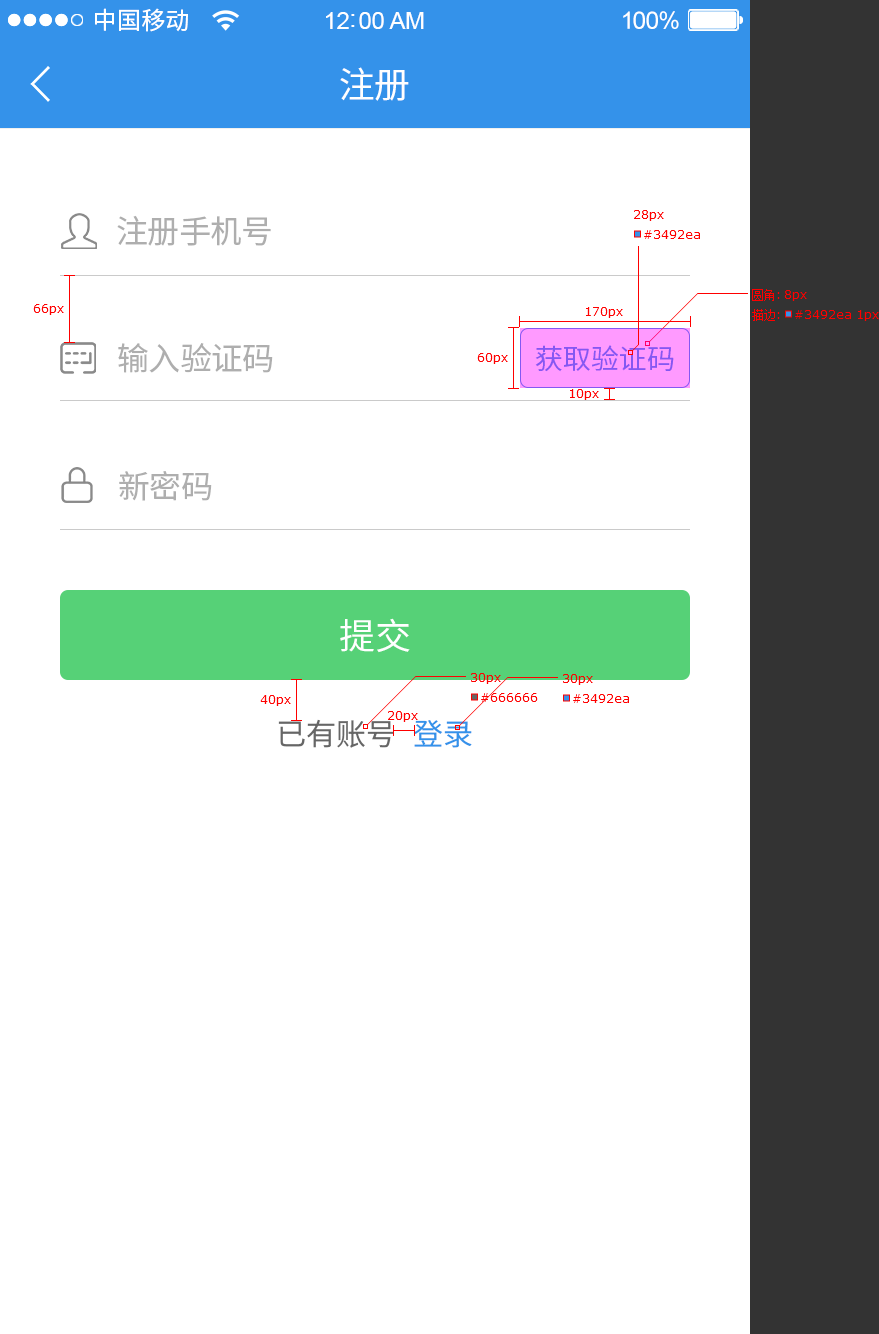 中国移动 12:00 AM 100%
注册
注册手机号
28px
#3492ea
66px
圆角: 8px
描边: #3492ea 1px
170px
输入验证码
60px
获取验证码
10px
新密码
提交
30px
#666666
30px
#3492ea
40px
20px
已有账号 登录